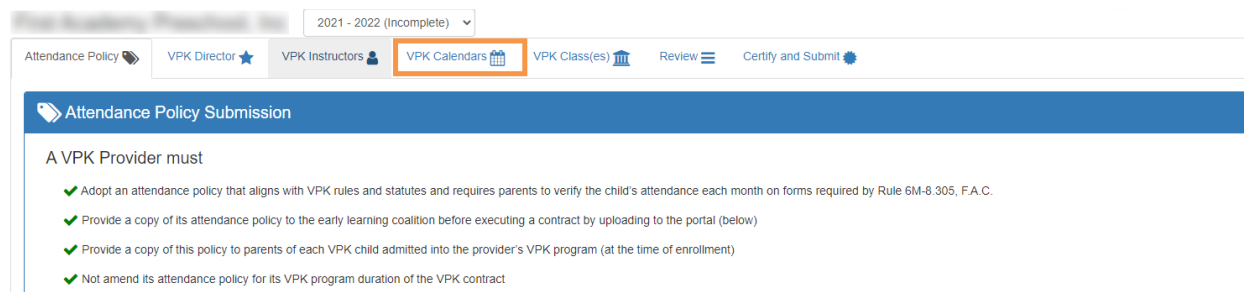 2021 - 2022 (Incomplete)
Attendance Policy VPK Director VPK Instructors VPK Calendars VPK Class(es) Review Certify and Submit
Attendance Policy Submission
A VPK Provider must
Adopt an attendance policy that aligns with VPK rules and statutes and requires parents to verify the child's attendance each month on forms required by Rule 6M-8.305, F.A.C.
Provide a copy of its attendance policy to the early learning coalition before executing a contract by uploading to the portal (below)
Provide a copy of this policy to parents of each VPK child admitted into the provider's VPK program (at the time of enrollment)
Not amend its attendance policy for its VPK program duration of the VPK contract